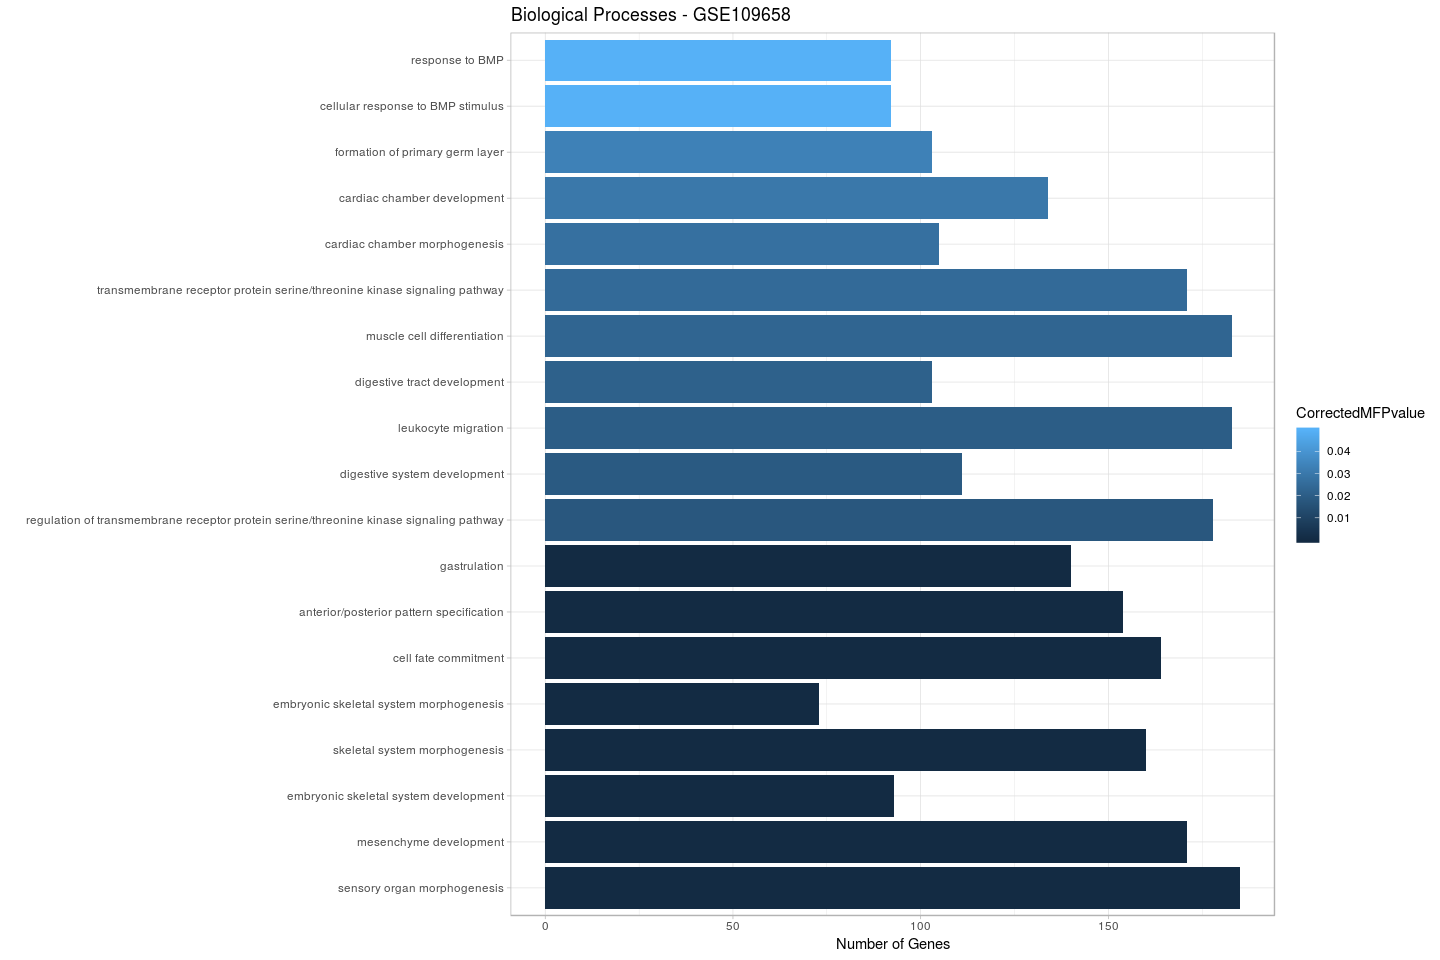 Biological Processes - GSE109658
response to BMP
cellular response to BMP stimulus
formation of primary germ layer
cardiac chamber development
cardiac chamber morphogenesis
transmembrane receptor protein serine/threonine kinase signaling pathway
muscle cell differentiation
digestive tract development
leukocyte migration
digestive system development
regulation of transmembrane receptor protein serine/threonine kinase signaling pathway
gastrulation
anterior/posterior pattern specification
cell fate commitment
embryonic skeletal system morphogenesis
skeletal system morphogenesis
embryonic skeletal system development
mesenchyme development
sensory organ morphogenesis
0 50 100 150
Number of Genes
CorrectedMFPvalue
0.04
0.03
0.02
0.01